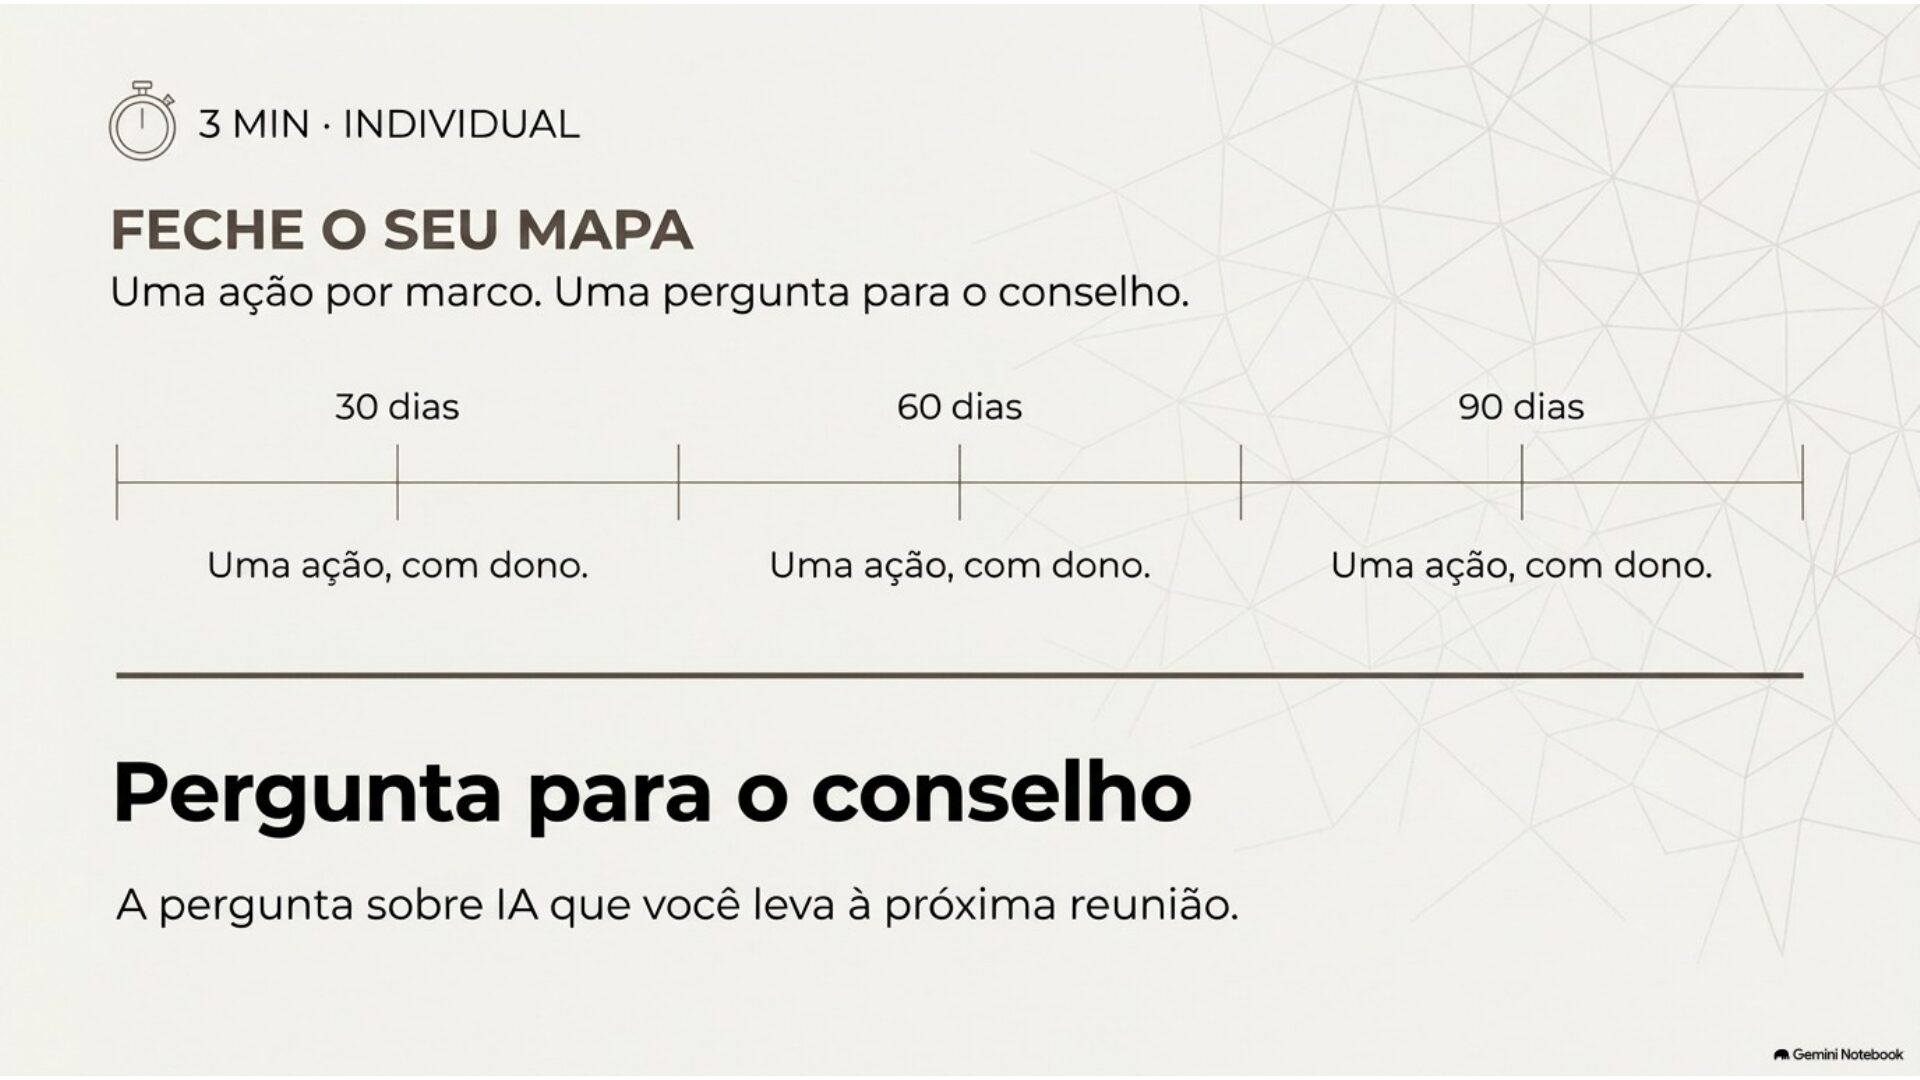 3 MIN · INDIVIDUAL
FECHE O SEU MAPA
Uma ação por marco. Uma pergunta para o conselho.
30 dias
60 dias
90 dias
Uma ação, com dono.
Uma ação, com dono.
Uma ação, com dono.
Pergunta para o conselho
A pergunta sobre IA que você leva à próxima reunião.
Gemini Notebook